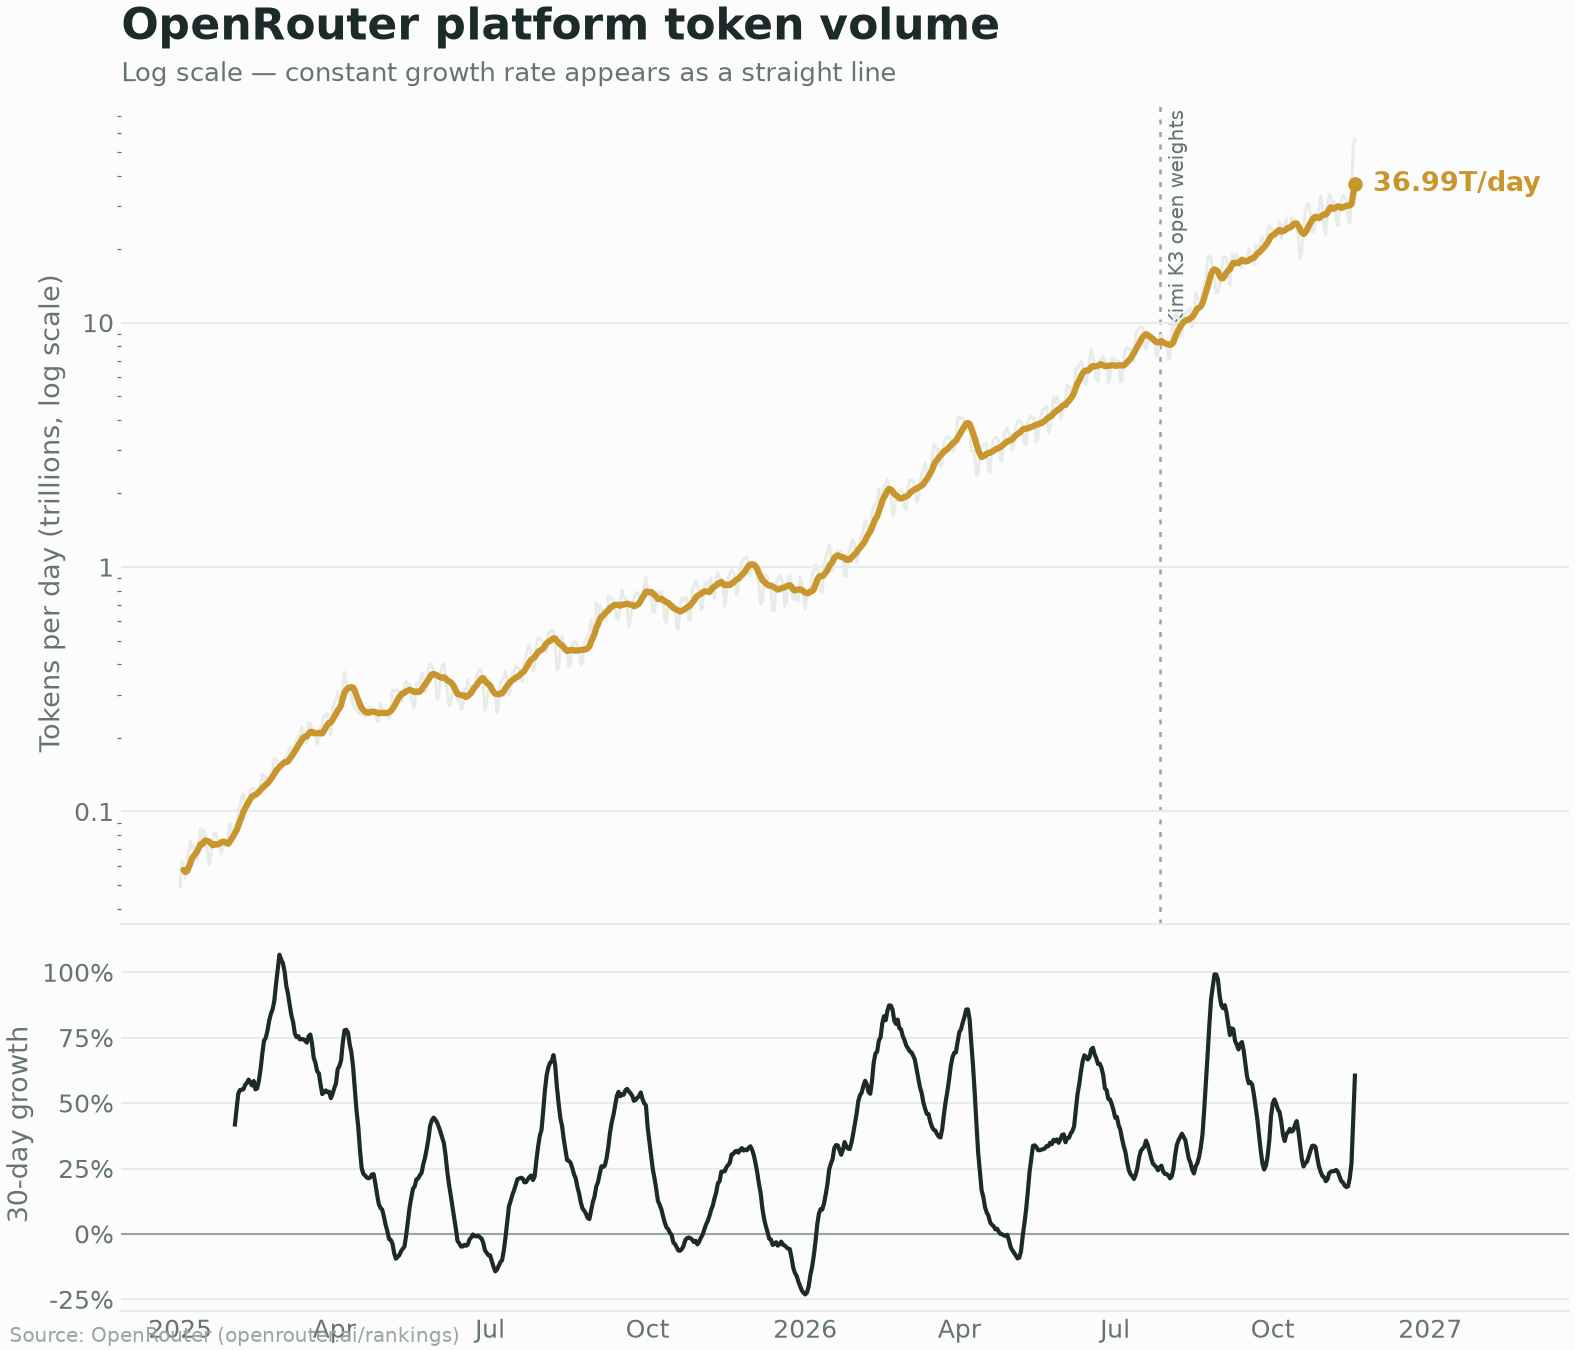 OpenRouter platform token volume
Log scale — constant growth rate appears as a straight line
Kimi K3 open weights
36.99T/day
Tokens per day (trillions, log scale)
10
1
0.1
30-day growth
100%
75%
50%
25%
0%
-25%
2025
Apr
Jul
Oct
2026
Apr
Jul
Oct
2027
Source: OpenRouter (openrouter.ai/rankings)